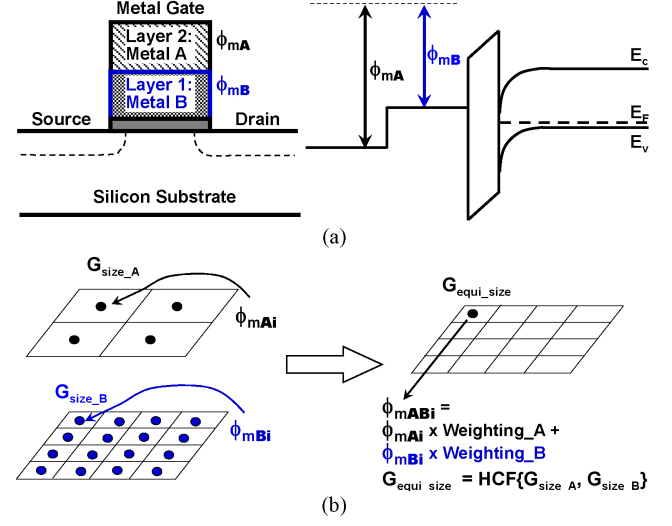 Metal Gate
Layer 2:
Metal A
ϕmA
Layer 1:
Metal B
ϕmB
Source
Drain
Silicon Substrate
ϕmA
ϕmB
Ec
EF
Ev
(a)
Gsize_A
ϕmAi
Gsize_B
ϕmBi
Gequi_size
ϕmABi =
ϕmAi x Weighting_A +
ϕmBi x Weighting_B
Gequi_size = HCF{Gsize_A, Gsize_B}
(b)